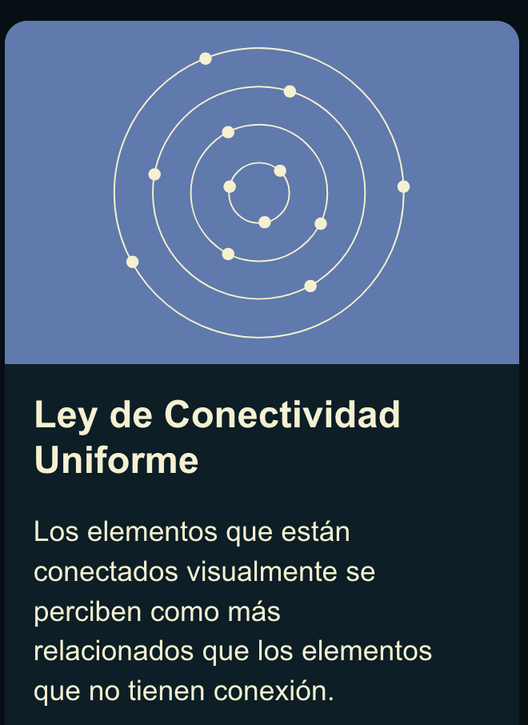 Ley de Conectividad
Uniforme
Los elementos que están
conectados visualmente se
perciben como más
relacionados que los elementos
que no tienen conexión.